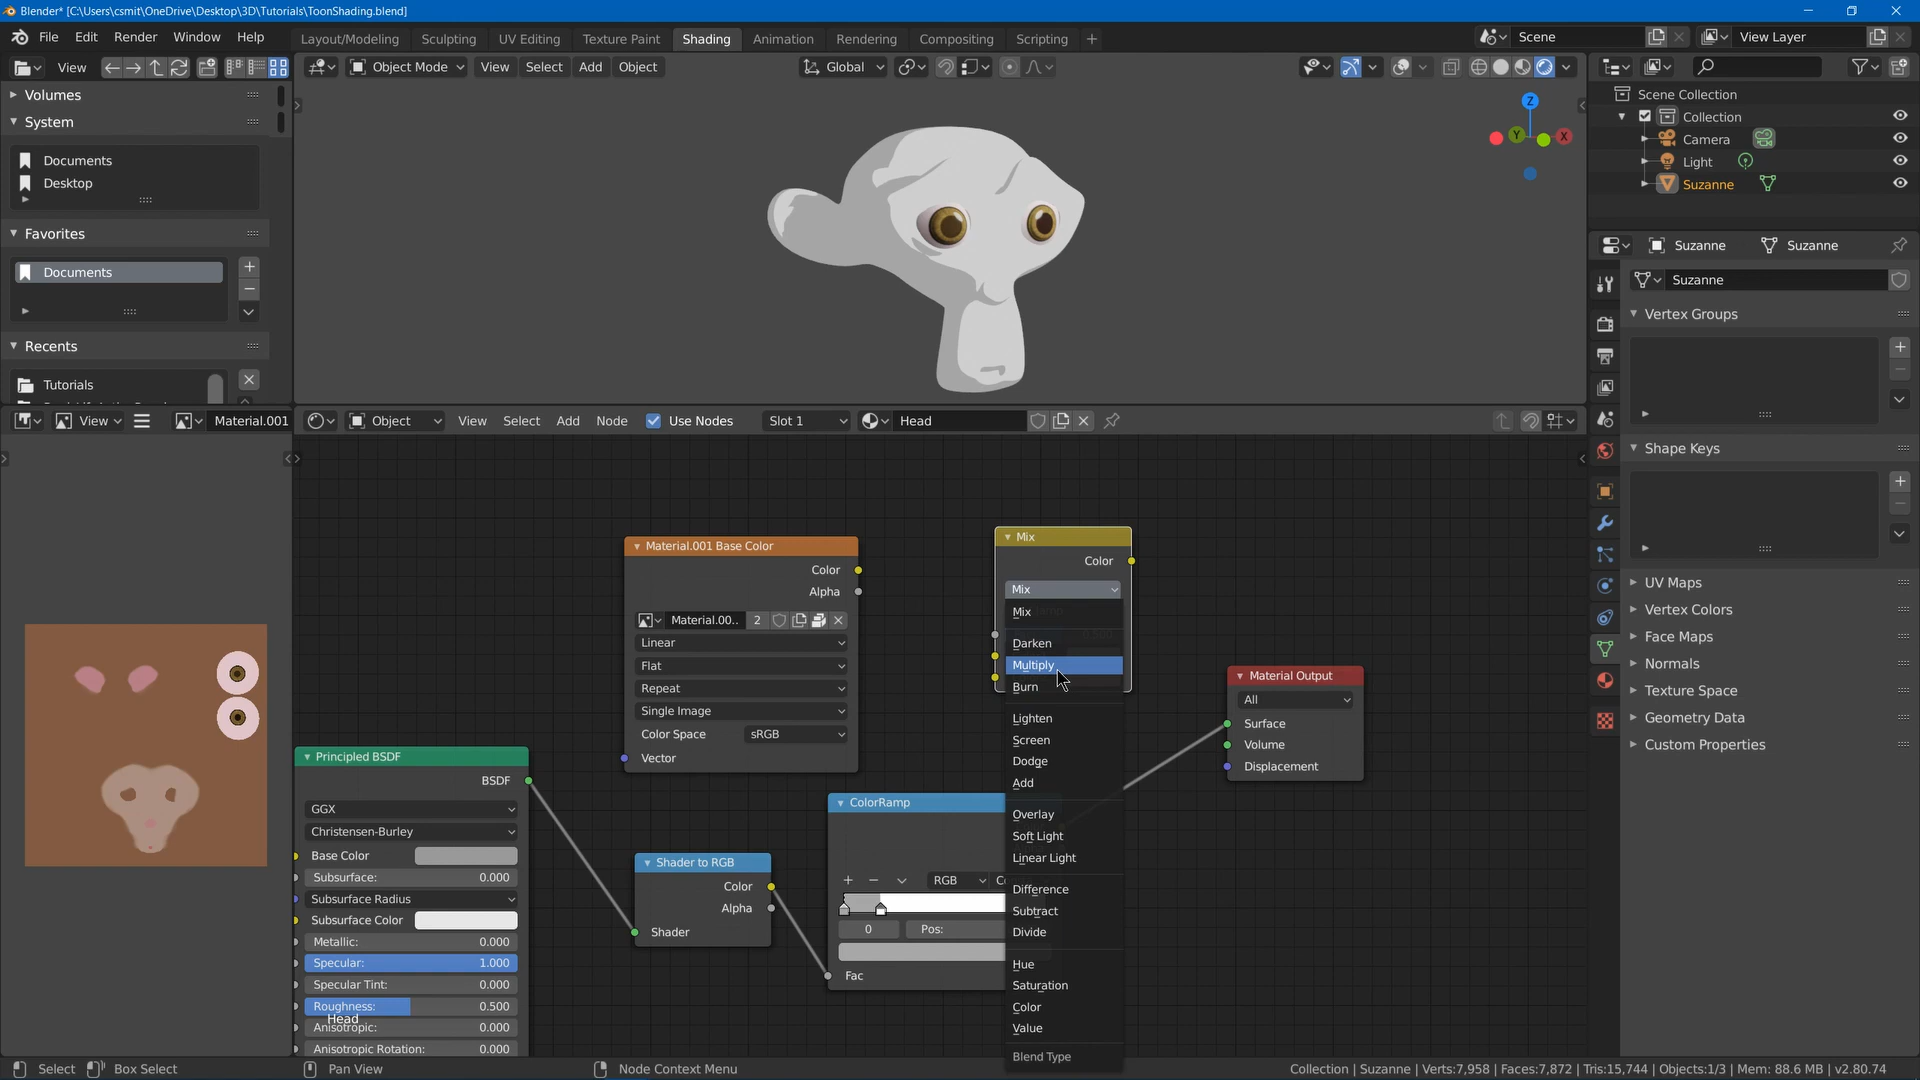 Blender* [C:\Users\csmit\OneDrive\Desktop\3D\Tutorials\ToonShading.blend]
File Edit Render Window Help
Layout/Modeling Sculpting UV Editing Texture Paint Shading Animation Rendering Compositing Scripting
Scene
View Layer
View
Object Mode View Select Add Object
Global
Volumes
System
Documents
Desktop
Favorites
Documents
Recents
Tutorials
Z
Y
X
Scene Collection
Collection
Camera
Light
Suzanne
Suzanne Suzanne
Suzanne
Vertex Groups
Shape Keys
UV Maps
Vertex Colors
Face Maps
Normals
Texture Space
Geometry Data
Custom Properties
View
Material.001
Object View Select Add Node Use Nodes Slot 1 Head
Material.001 Base Color
Color
Alpha
Material.00.. 2
Linear
Flat
Repeat
Single Image
Color Space sRGB
Vector
Mix
Color
Mix
Mix
Darken
Multiply
Burn
Lighten
Screen
Dodge
Add
Overlay
Soft Light
Linear Light
Difference
Subtract
Divide
Hue
Saturation
Color
Value
Blend Type
Material Output
All
Surface
Volume
Displacement
Principled BSDF
BSDF
GGX
Christensen-Burley
Base Color
Subsurface: 0.000
Subsurface Radius
Subsurface Color
Metallic: 0.000
Specular: 1.000
Specular Tint: 0.000
Roughness: 0.500
Head
Anisotropic: 0.000
Anisotropic Rotation: 0.000
Shader to RGB
Color
Alpha
Shader
ColorRamp
RGB
0 Pos:
Fac
Select Box Select Pan View Node Context Menu
Collection | Suzanne | Verts:7,958 | Faces:7,872 | Tris:15,744 | Objects:1/3 | Mem: 88.6 MB | v2.80.74